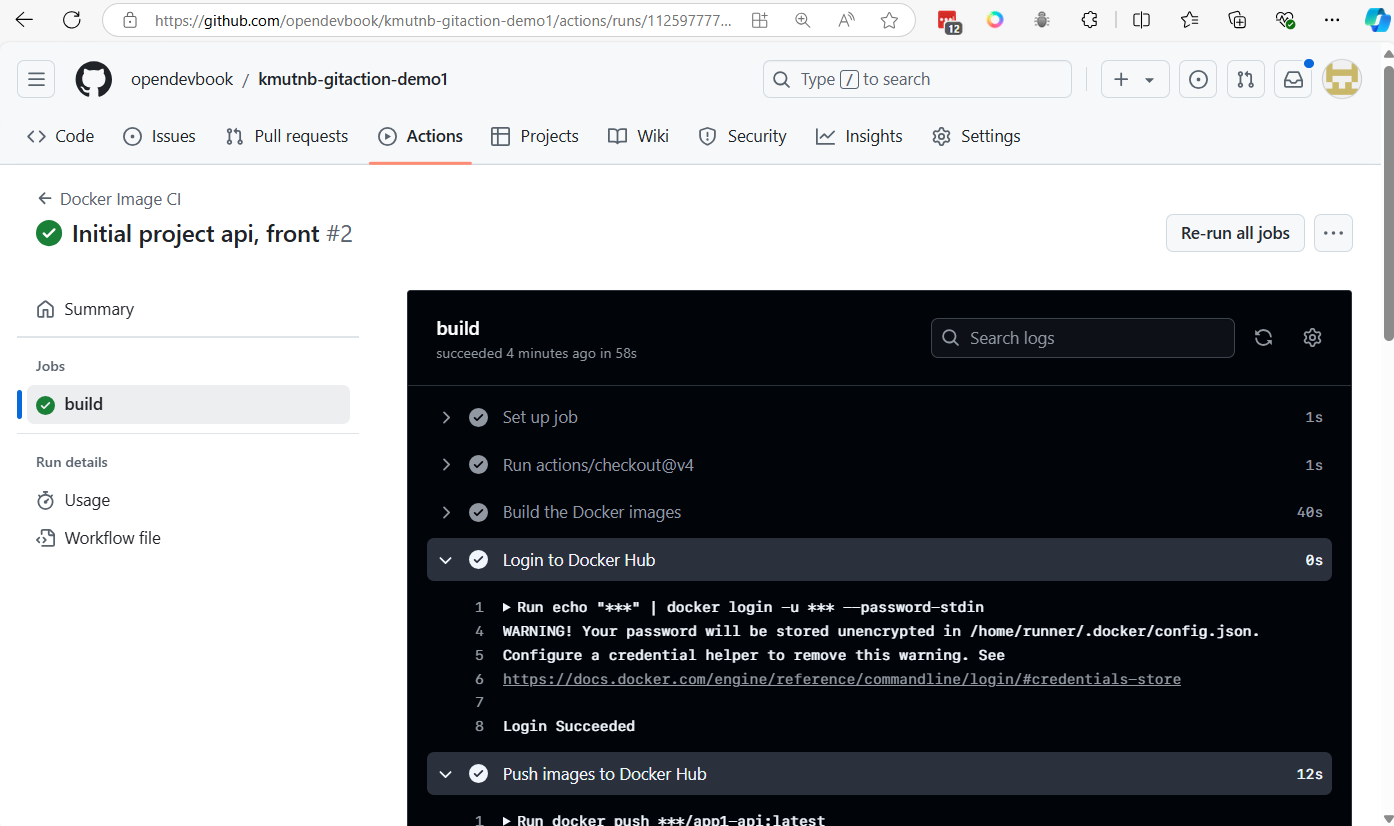 https://github.com/opendevbook/kmutnb-gitaction-demo1/actions/runs/112597777...
12
opendevbook / kmutnb-gitaction-demo1
Type / to search
Code Issues Pull requests Actions Projects Wiki Security Insights Settings
Docker Image CI
Initial project api, front #2
Re-run all jobs
Summary
Jobs
build
Run details
Usage
Workflow file
build
succeeded 4 minutes ago in 58s
Search logs
Set up job 1s
Run actions/checkout@v4 1s
Build the Docker images 40s
Login to Docker Hub 0s
1 Run echo "***" | docker login -u *** --password-stdin
4 WARNING! Your password will be stored unencrypted in /home/runner/.docker/config.json.
5 Configure a credential helper to remove this warning. See
6 https://docs.docker.com/engine/reference/commandline/login/#credentials-store
7
8 Login Succeeded
Push images to Docker Hub 12s
1 Run docker push ***/app1-api:latest